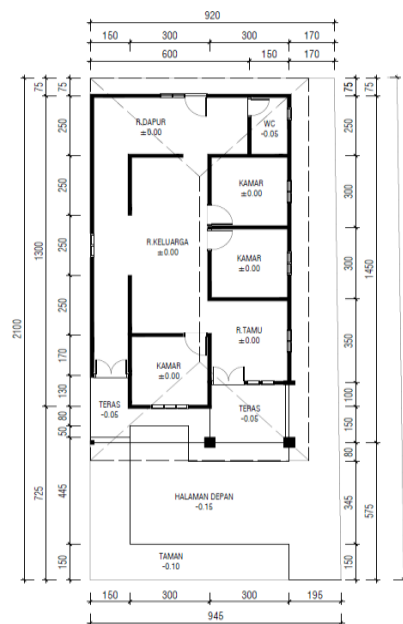 920
150 300 300 170
600 150 170
75 75 75 75
R.DAPUR
±0.00
WC
-0.05
250 250
KAMAR
±0.00
250 300
R.KELUARGA
±0.00
KAMAR
±0.00
1300 250 300 1450
2100
250
R.TAMU
±0.00
350
170
KAMAR
±0.00
130 100
TERAS
-0.05
TERAS
-0.05
80 150
50
80
725 445 345 575
HALAMAN DEPAN
-0.15
TAMAN
-0.10
150 150
150 300 300 195
945